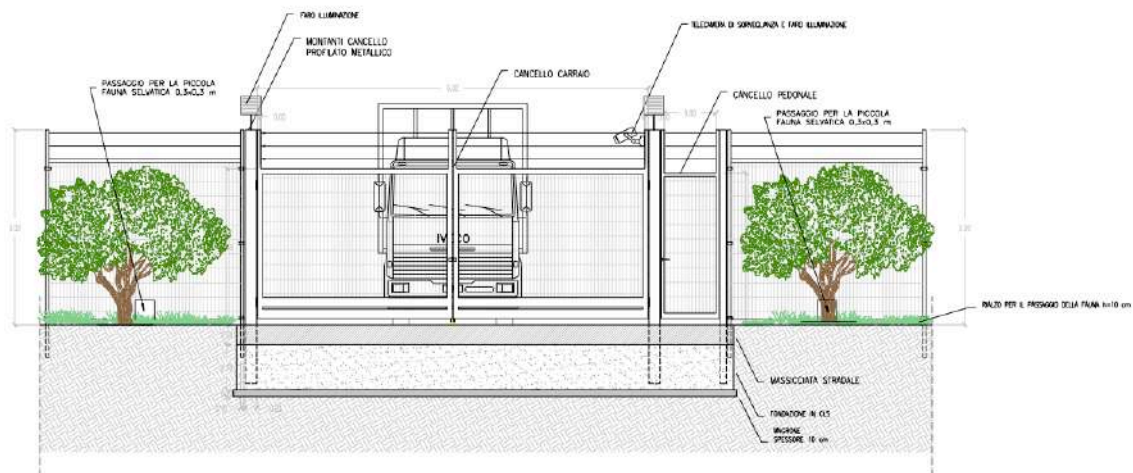 FARO ILLUMINAZIONE
MONTANTI CANCELLO
PROFILATO METALLICO
TELECAMERA DI SORVEGLIANZA E FARO ILLUMINAZIONE
PASSAGGIO PER LA PICCOLA
FAUNA SELVATICA 0,3x0,3 m
CANCELLO CARRAIO
CANCELLO PEDONALE
PASSAGGIO PER LA PICCOLA
FAUNA SELVATICA 0,3x0,3 m
IVECO
RIALZO PER IL PASSAGGIO DELLA FAUNA h=10 cm
MASSICCIATA STRADALE
FONDAZIONE IN CLS
MAGRONE
SPESSORE 10 cm